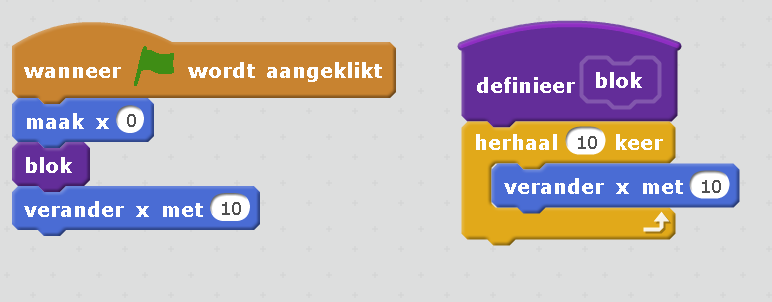 wanneer wordt aangeklikt
maak x 0
blok
verander x met 10
definieer blok
herhaal 10 keer
verander x met 10